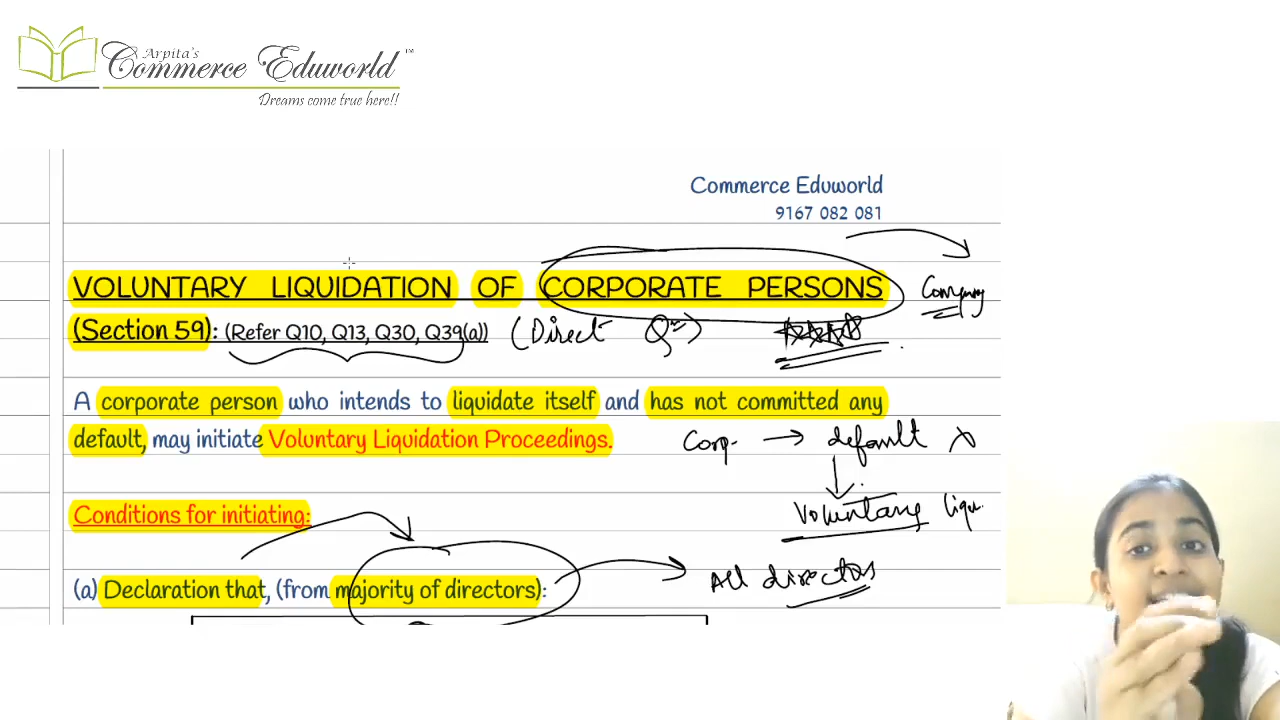 Arpita's
Commerce Eduworld™
Dreams come true here!!
Commerce Eduworld
9167 082 081
VOLUNTARY LIQUIDATION OF CORPORATE PERSONS Company
(Section 59): (Refer Q10, Q13, Q30, Q39(a)) (Direct Qn)
A corporate person who intends to liquidate itself and has not committed any
default, may initiate Voluntary Liquidation Proceedings. Corp. → default X
Voluntary liqu.
Conditions for initiating:
(a) Declaration that, (from majority of directors): All directors